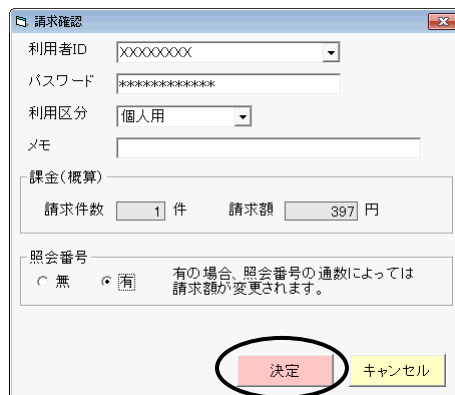 請求確認
利用者ID XXXXXXXX
パスワード ************
利用区分 個人用
メモ
課金(概算)
請求件数 1 件 請求額 397 円
照会番号
無 有 有の場合、照会番号の通数によっては
請求額が変更されます。
決定 キャンセル